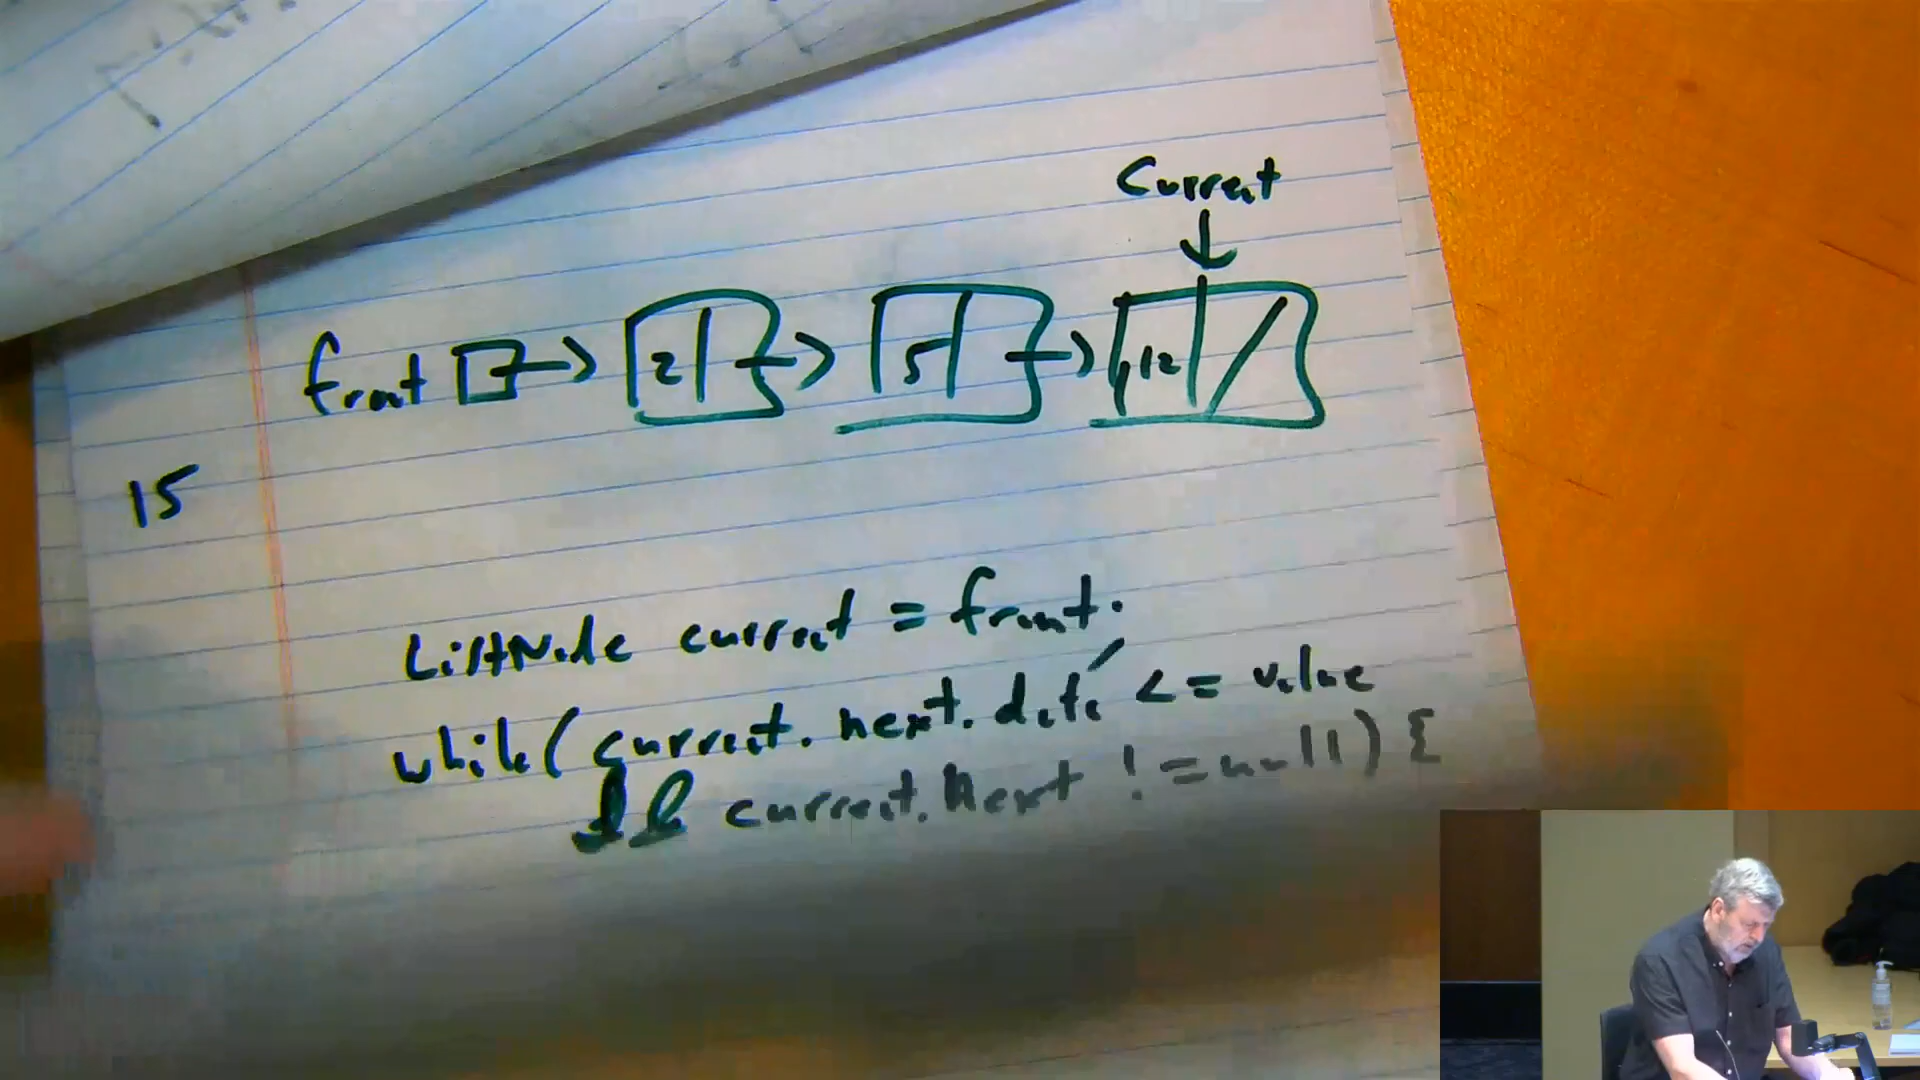 Current
front 2 5 12
15
ListNode current = front;
while (current.next.data <= value
&& current.next != null) {